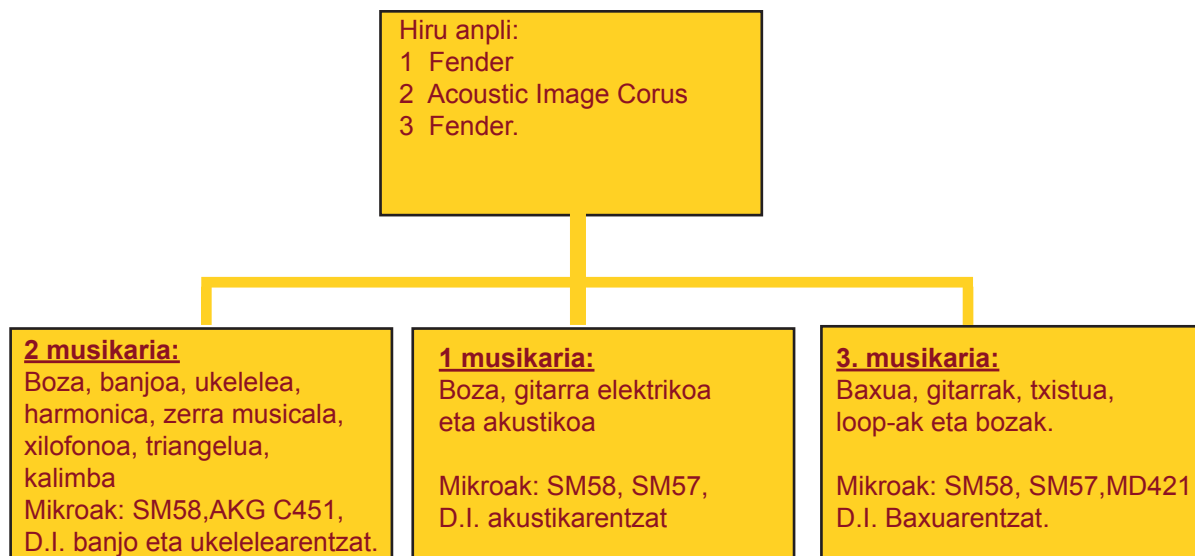 Hiru anpli:
1 Fender
2 Acoustic Image Corus
3 Fender.
2 musikaria:
Boza, banjoa, ukelelea,
harmonica, zerra musicala,
xilofonoa, triangelua,
kalimba
Mikroak: SM58,AKG C451,
D.I. banjo eta ukelelearentzat.
1 musikaria:
Boza, gitarra elektrikoa
eta akustikoa
Mikroak: SM58, SM57,
D.I. akustikarentzat
3. musikaria:
Baxua, gitarrak, txistua,
loop-ak eta bozak.
Mikroak: SM58, SM57,MD421
D.I. Baxuarentzat.